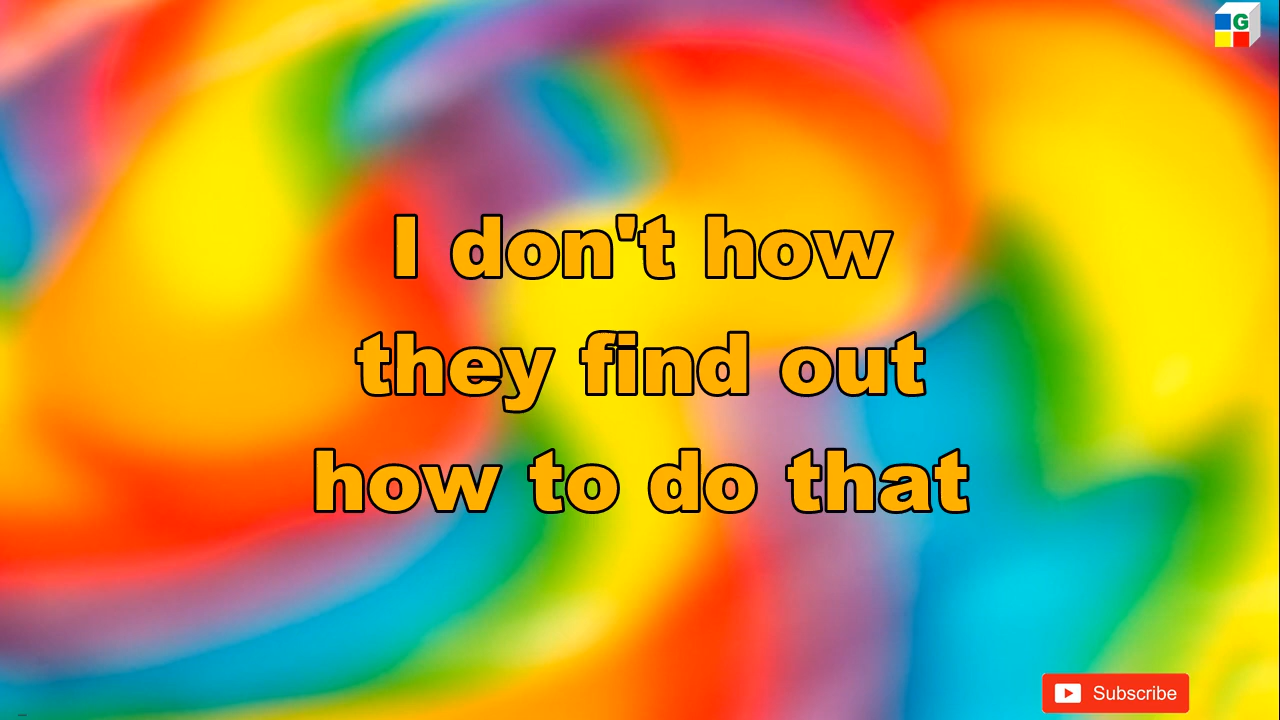 G
I don't how
they find out
how to do that
Subscribe